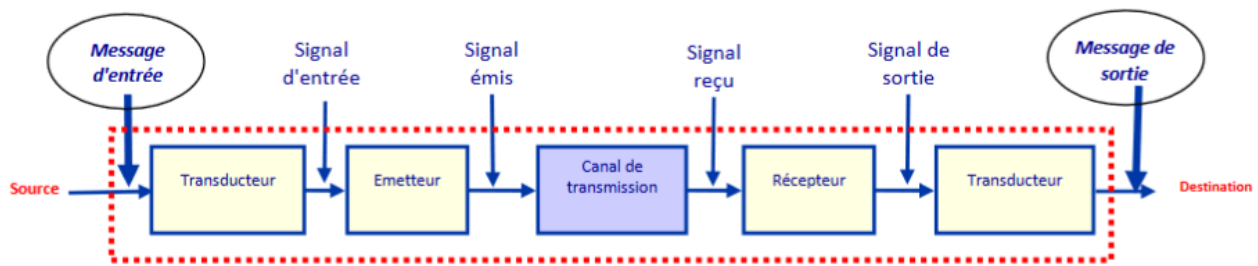 Message
d'entrée
Signal
d'entrée
Signal
émis
Signal
reçu
Signal de
sortie
Message de
sortie
Source
Transducteur
Emetteur
Canal de
transmission
Récepteur
Transducteur
Destination